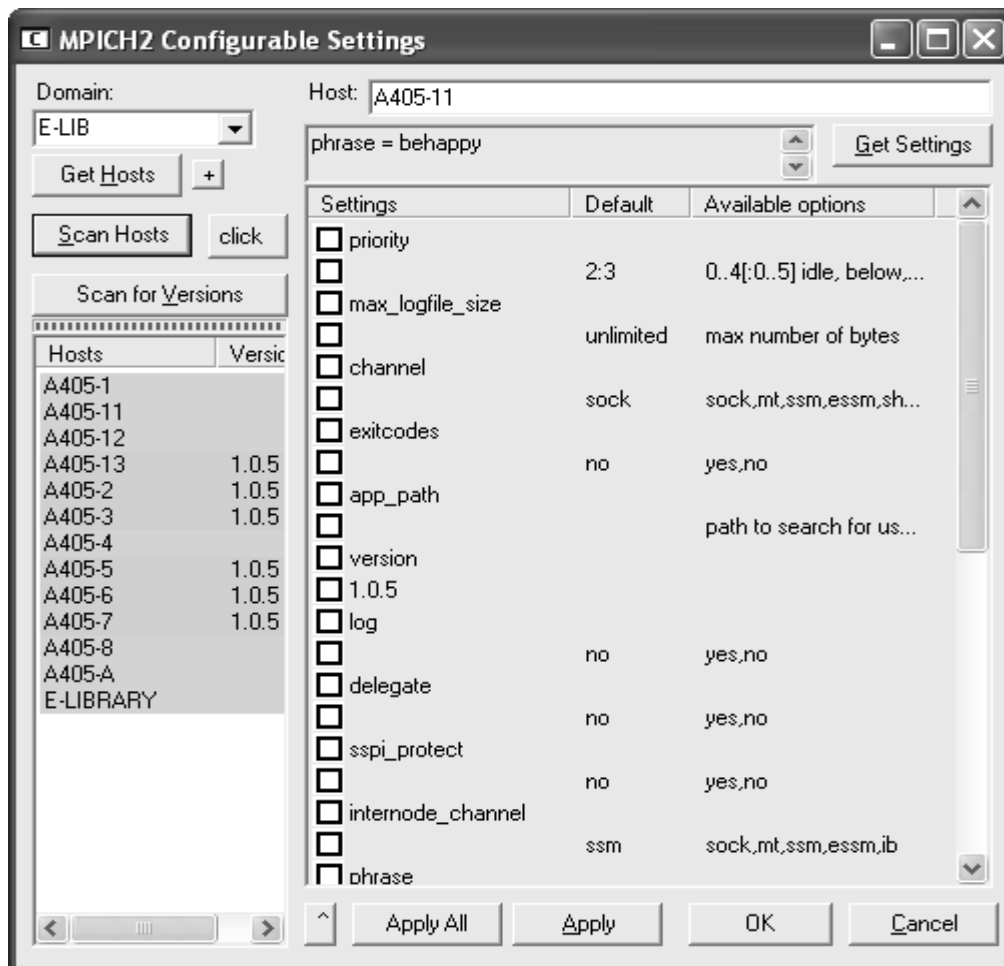 MPICH2 Configurable Settings
Domain:
E-LIB
Get Hosts
+
Scan Hosts
click
Scan for Versions
Hosts Versic
A405-1
A405-11
A405-12
A405-13 1.0.5
A405-2 1.0.5
A405-3 1.0.5
A405-4
A405-5 1.0.5
A405-6 1.0.5
A405-7 1.0.5
A405-8
A405-A
E-LIBRARY
Host: A405-11
phrase = behappy
Get Settings
Settings Default Available options
priority
2:3 0..4[:0..5] idle, below,...
max_logfile_size
unlimited max number of bytes
channel
sock sock,mt,ssm,essm,sh...
exitcodes
no yes,no
app_path
path to search for us...
version
1.0.5
log
no yes,no
delegate
no yes,no
sspi_protect
no yes,no
internode_channel
ssm sock,mt,ssm,essm,ib
phrase
^
Apply All
Apply
OK
Cancel